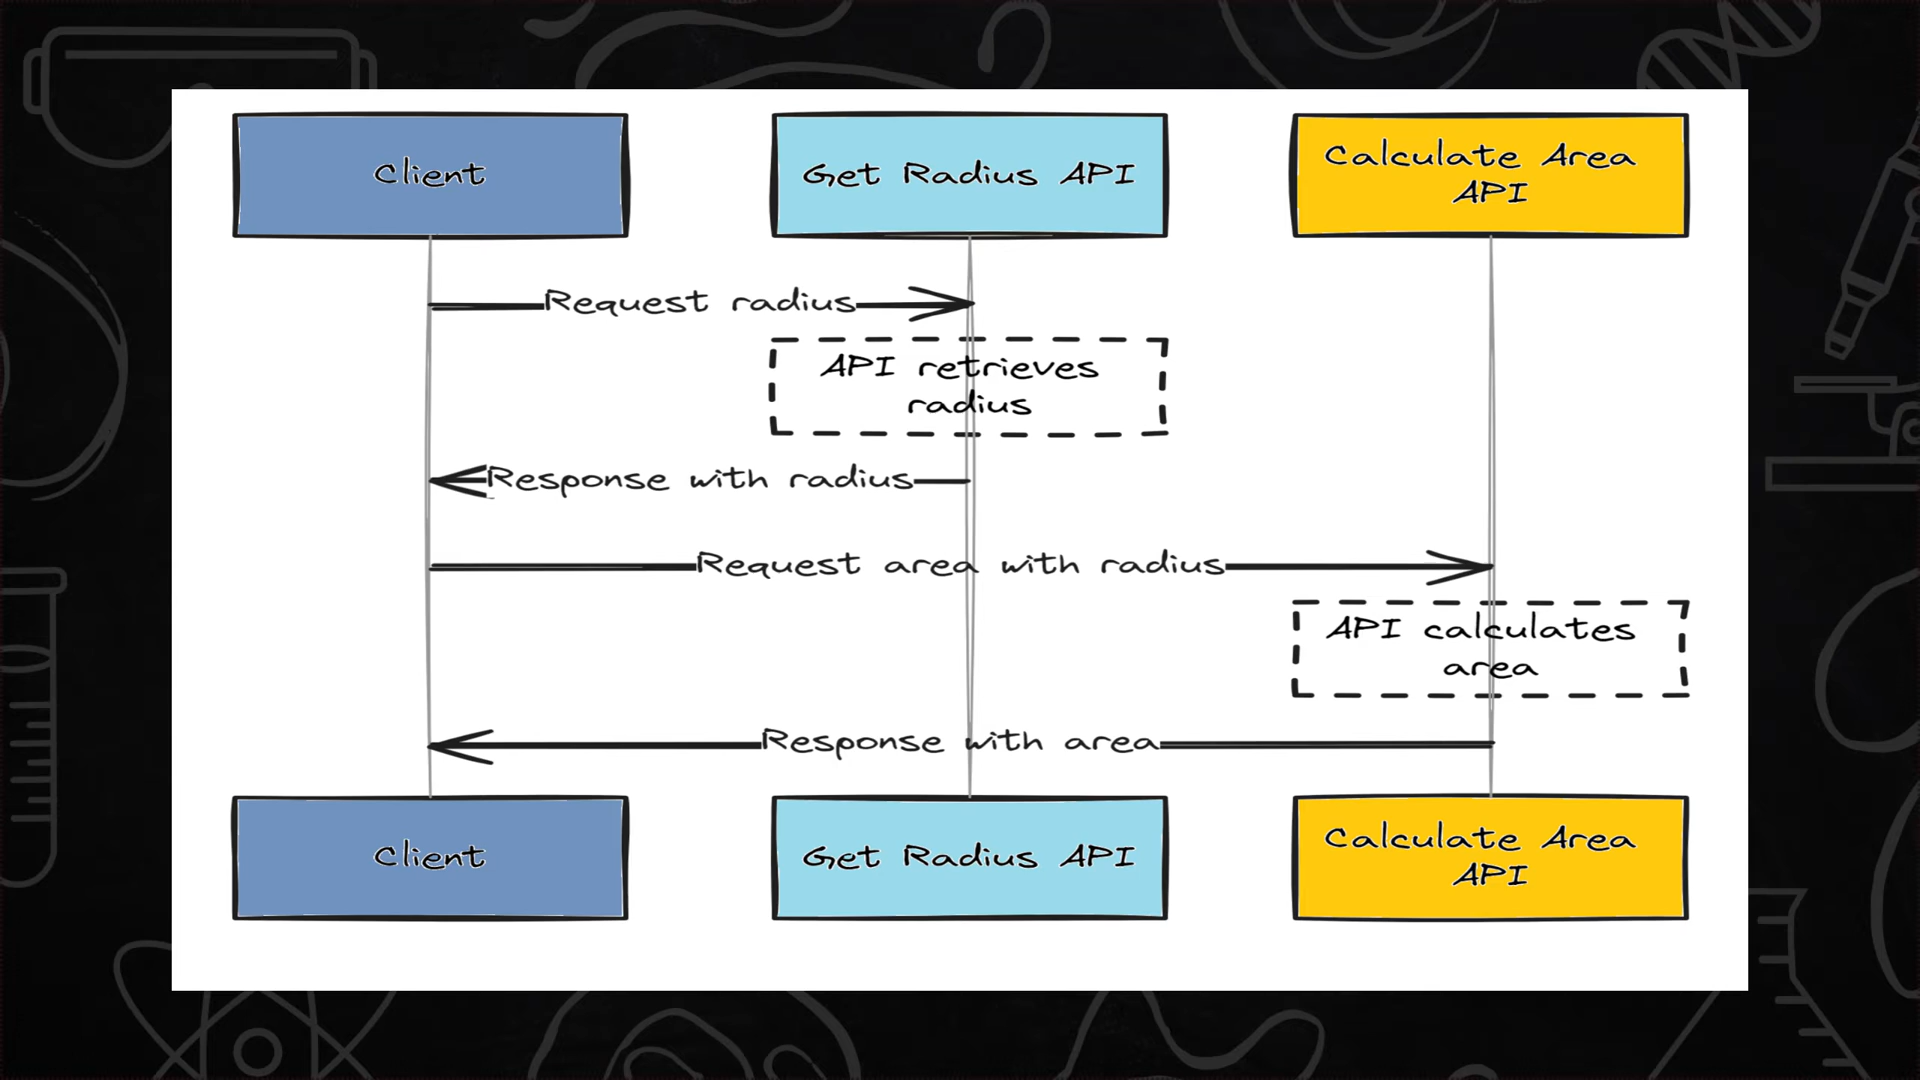 Client
Get Radius API
Calculate Area
API
Request radius
API retrieves
radius
Response with radius
Request area with radius
API calculates
area
Response with area
Client
Get Radius API
Calculate Area
API